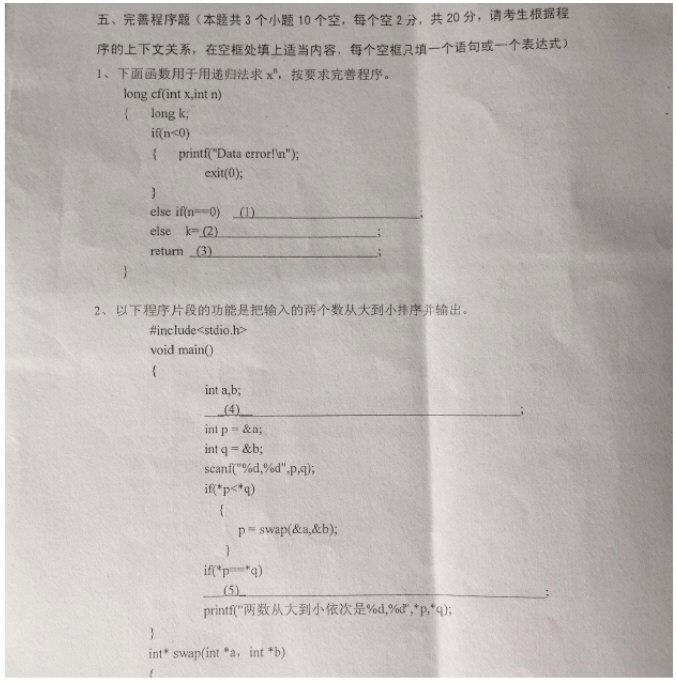 五、完善程序题（本题共 3 个小题 10 个空，每个空 2 分，共 20 分，请考生根据程
序的上下文关系，在空框处填上适当内容，每个空框只填一个语句或一个表达式）
1、下面函数用于用递归法求 xⁿ，按要求完善程序。
long cf(int x,int n)
{ long k;
if(n<0)
{ printf("Data error!\n");
exit(0);
}
else if(n==0) (1) ;
else k= (2) ;
return (3) ;
}
2、以下程序片段的功能是把输入的两个数从大到小排序并输出。
#include<stdio.h>
void main()
{
int a,b;
(4) ;
int p = &a;
int q = &b;
scanf("%d,%d",p,q);
if(*p<*q)
{
p = swap(&a,&b);
}
if(*p==*q)
(5) ;
printf("两数从大到小依次是%d,%d",*p,*q);
}
int* swap(int *a，int *b)
{